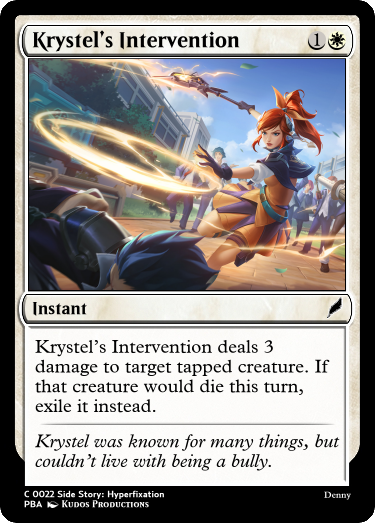 Krystel's Intervention 1
Instant
Krystel's Intervention deals 3
damage to target tapped creature. If
that creature would die this turn,
exile it instead.
Krystel was known for many things, but
couldn't live with being a bully.
C 0022 Side Story: Hyperfixation
Denny
PBA Kudos Productions